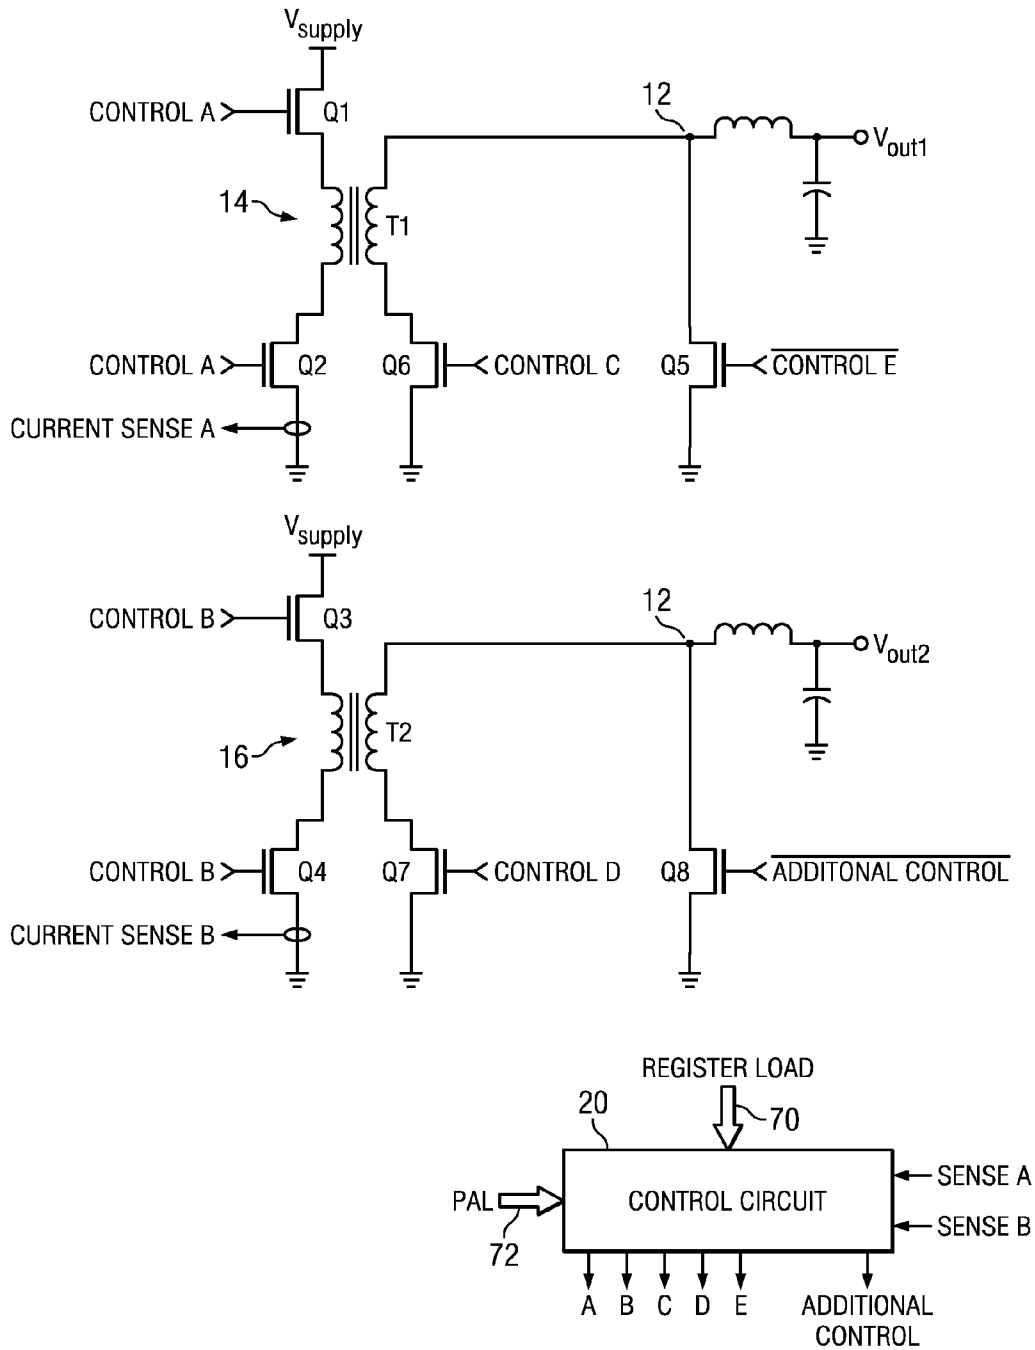 Vsupply
CONTROL A
Q1
12
Vout1
14
T1
CONTROL A
Q2
Q6
CONTROL C
Q5
CONTROL E
CURRENT SENSE A
Vsupply
CONTROL B
Q3
12
Vout2
16
T2
CONTROL B
Q4
Q7
CONTROL D
Q8
ADDITONAL CONTROL
CURRENT SENSE B
REGISTER LOAD
20
70
SENSE A
PAL
CONTROL CIRCUIT
72
SENSE B
A B C D E
ADDITIONAL
CONTROL